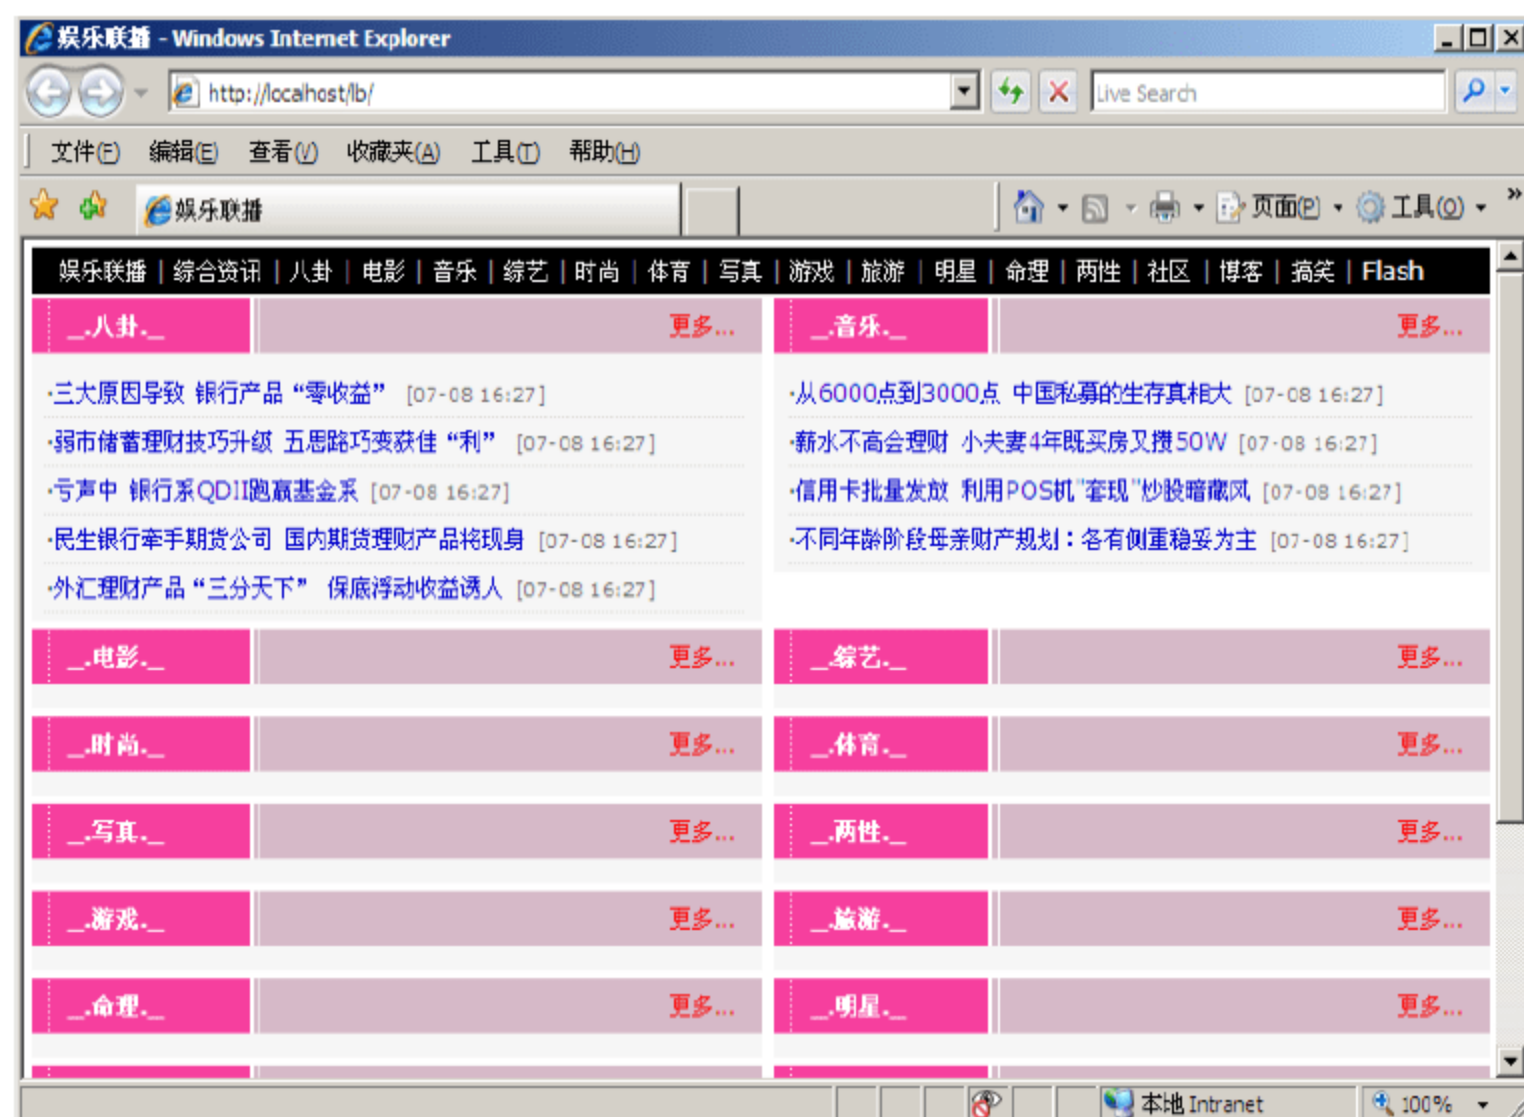 娱乐联播 - Windows Internet Explorer
http://localhost/lb/
Live Search
文件(F) 编辑(E) 查看(V) 收藏夹(A) 工具(T) 帮助(H)
娱乐联播 页面(P) 工具(O) »
娱乐联播 | 综合资讯 | 八卦 | 电影 | 音乐 | 综艺 | 时尚 | 体育 | 写真 | 游戏 | 旅游 | 明星 | 命理 | 两性 | 社区 | 博客 | 搞笑 | Flash
_.八卦._ 更多...
·三大原因导致 银行产品“零收益” [07-08 16:27]
·弱市储蓄理财技巧升级 五思路巧变获佳“利” [07-08 16:27]
·亏声中 银行系QDII跑赢基金系 [07-08 16:27]
·民生银行牵手期货公司 国内期货理财产品将现身 [07-08 16:27]
·外汇理财产品“三分天下” 保底浮动收益诱人 [07-08 16:27]
_.音乐._ 更多...
·从6000点到3000点 中国私募的生存真相大 [07-08 16:27]
·薪水不高会理财 小夫妻4年既买房又攒50W [07-08 16:27]
·信用卡批量发放 利用POS机"套现"炒股暗藏风 [07-08 16:27]
·不同年龄阶段母亲财产规划：各有侧重稳妥为主 [07-08 16:27]
_.电影._ 更多...
_.综艺._ 更多...
_.时尚._ 更多...
_.体育._ 更多...
_.写真._ 更多...
_.两性._ 更多...
_.游戏._ 更多...
_.旅游._ 更多...
_.命理._ 更多...
_.明星._ 更多...
本地 Intranet 100%